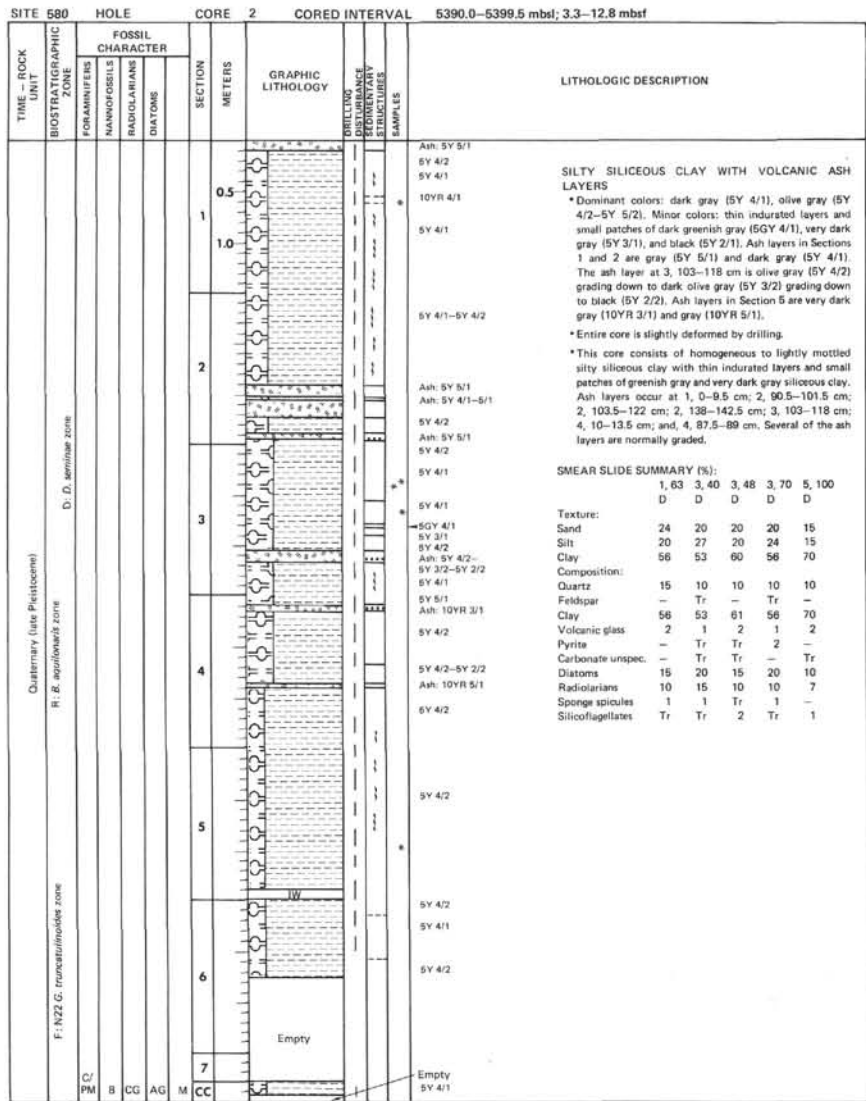 SITE 580 HOLE CORE 2 CORED INTERVAL 5390.0–5399.5 mbsl; 3.3–12.8 mbsf
TIME – ROCK UNIT
BIOSTRATIGRAPHIC ZONE
FOSSIL CHARACTER
FORAMINIFERS
NANNOFOSSILS
RADIOLARIANS
DIATOMS
SECTION
METERS
GRAPHIC LITHOLOGY
DRILLING DISTURBANCE
SEDIMENTARY STRUCTURES
SAMPLES
LITHOLOGIC DESCRIPTION
Quaternary (late Pleistocene)
D: D. seminae zone
R: B. aquilonaris zone
F: N22 G. truncatulinoides zone
C/PM
B
CG
AG
M
1
0.5
1.0
2
3
4
5
6
7
CC
IW
Empty
Ash: 5Y 5/1
5Y 4/2
5Y 4/1
10YR 4/1
5Y 4/1
5Y 4/1–5Y 4/2
Ash: 5Y 5/1
Ash: 5Y 4/1–5/1
5Y 4/2
Ash: 5Y 5/1
5Y 4/2
5Y 4/1
5Y 4/1
5GY 4/1
5Y 3/1
5Y 4/2
Ash: 5Y 4/2–
5Y 3/2–5Y 2/2
5Y 4/1
5Y 5/1
Ash: 10YR 3/1
5Y 4/2
5Y 4/2–5Y 2/2
Ash: 10YR 5/1
5Y 4/2
5Y 4/2
5Y 4/2
5Y 4/1
5Y 4/2
Empty
5Y 4/1
SILTY SILICEOUS CLAY WITH VOLCANIC ASH
LAYERS
• Dominant colors: dark gray (5Y 4/1), olive gray (5Y
4/2–5Y 5/2). Minor colors: thin indurated layers and
small patches of dark greenish gray (5GY 4/1), very dark
gray (5Y 3/1), and black (5Y 2/1). Ash layers in Sections
1 and 2 are gray (5Y 5/1) and dark gray (5Y 4/1).
The ash layer at 3, 103–118 cm is olive gray (5Y 4/2)
grading down to dark olive gray (5Y 3/2) grading down
to black (5Y 2/2). Ash layers in Section 5 are very dark
gray (10YR 3/1) and gray (10YR 5/1).
• Entire core is slightly deformed by drilling.
• This core consists of homogeneous to lightly mottled
silty siliceous clay with thin indurated layers and small
patches of greenish gray and very dark gray siliceous clay.
Ash layers occur at 1, 0–9.5 cm; 2, 90.5–101.5 cm;
2, 103.5–122 cm; 2, 138–142.5 cm; 3, 103–118 cm;
4, 10–13.5 cm; and, 4, 87.5–89 cm. Several of the ash
layers are normally graded.
SMEAR SLIDE SUMMARY (%):
1, 63 3, 40 3, 48 3, 70 5, 100
D D D D D
Texture:
Sand 24 20 20 20 15
Silt 20 27 20 24 15
Clay 56 53 60 56 70
Composition:
Quartz 15 10 10 10 10
Feldspar – Tr – Tr –
Clay 56 53 61 56 70
Volcanic glass 2 1 2 1 2
Pyrite – Tr Tr 2 –
Carbonate unspec. – Tr Tr – Tr
Diatoms 15 20 15 20 10
Radiolarians 10 15 10 10 7
Sponge spicules 1 1 Tr 1 –
Silicoflagellates Tr Tr 2 Tr 1